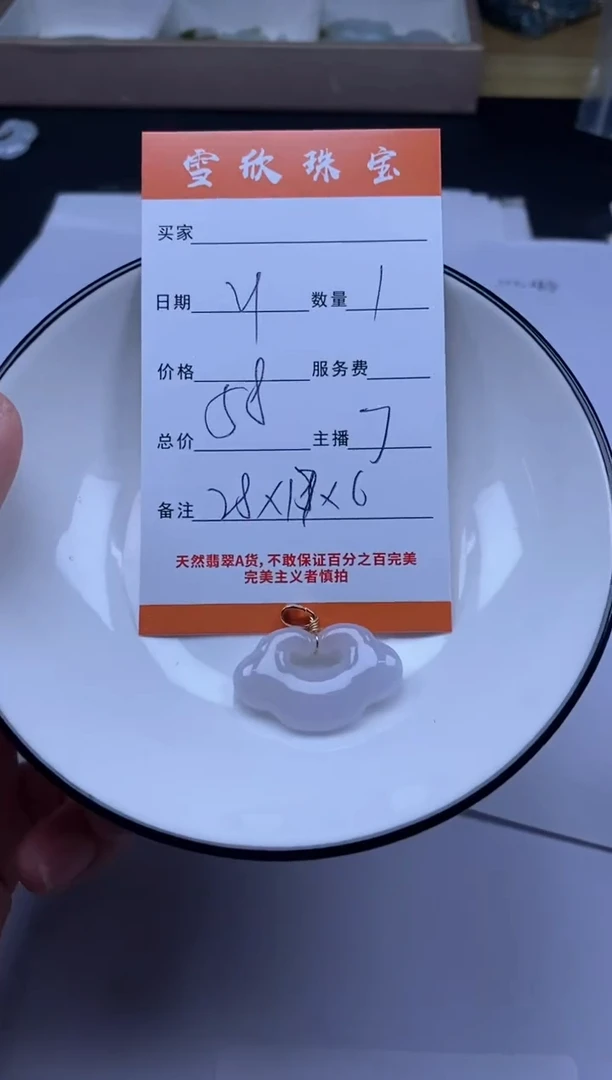 雪欣珠宝
买家
日期 4 数量 1
价格 服务费
58
总价 主播 7
备注 28×17×6
天然翡翠A货,不敢保证百分之百完美
完美主义者慎拍